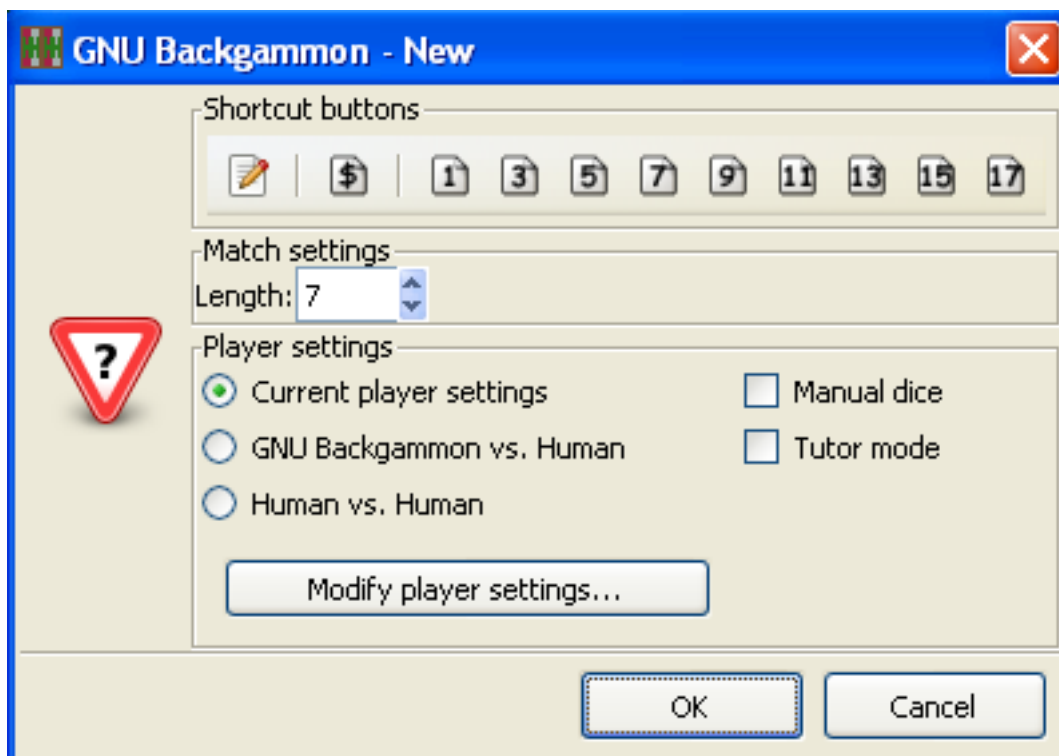 GNU Backgammon - New
Shortcut buttons
$ 1 3 5 7 9 11 13 15 17
Match settings
Length: 7
?
Player settings
Current player settings
Manual dice
GNU Backgammon vs. Human
Tutor mode
Human vs. Human
Modify player settings...
OK
Cancel